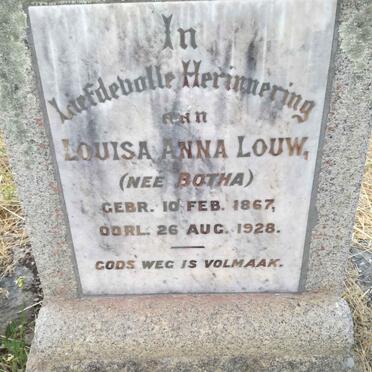 In
Liefdevolle Herinnering
AAN
LOUISA ANNA LOUW,
(NEE BOTHA)
GEBR. 10 FEB. 1867,
OORL. 26 AUG. 1928.
GODS WEG IS VOLMAAK.